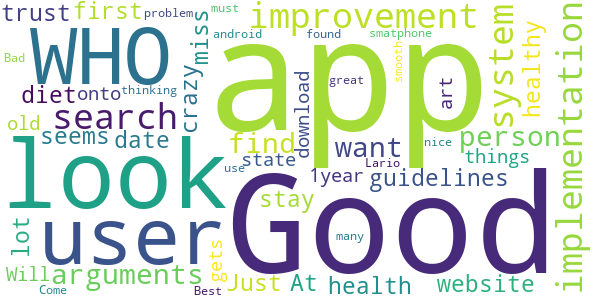 trust first improvement must
problem android found smatphone
WHO app miss crazy
Bad diet onto thinking
search download great smooth art
system healthy implementation
old seems date find want person
state Lario nice things
look user Good use
1year guidelines stay many
lot gets Will arguments
Just At health website
Come Best